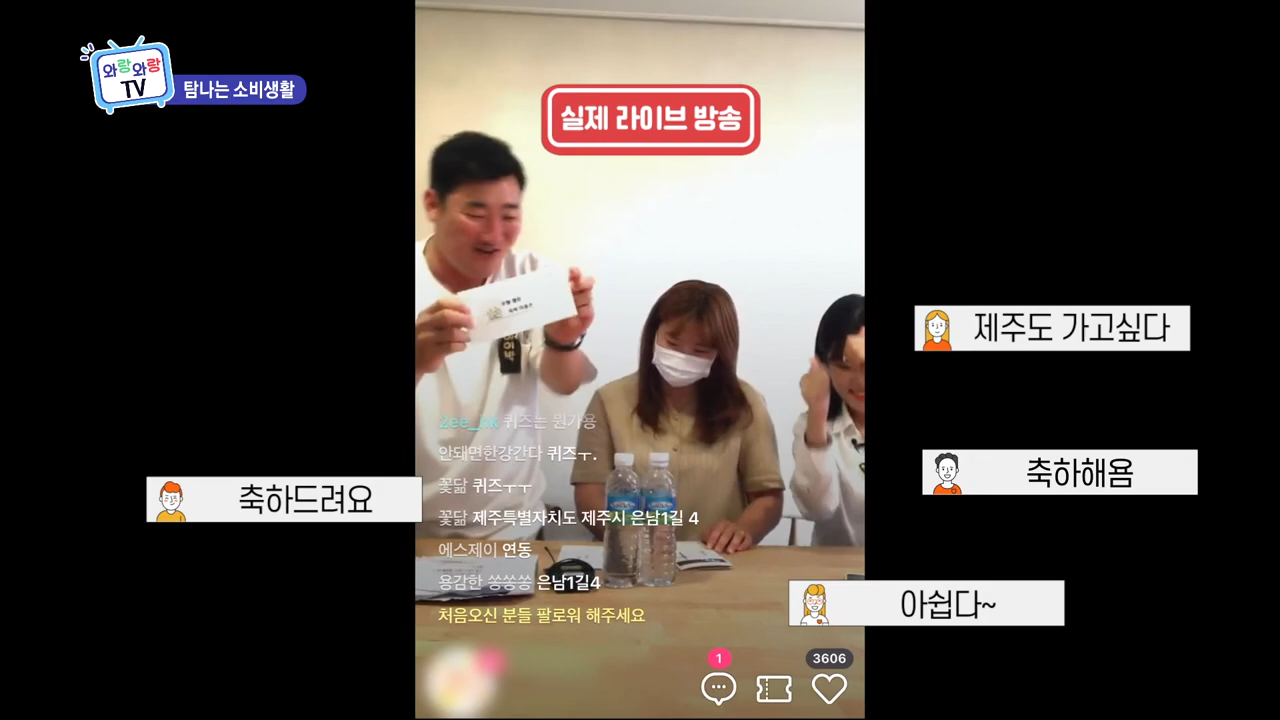 와랑와랑
TV
탐나는 소비생활
실제 라이브 방송
제주도 가고싶다
2ee_ 퀴즈는 뭔가용
안돼면한강간다 퀴즈ㅜ.
축하해욤
꽃닮 퀴즈ㅜㅜ
축하드려요
꽃닮 제주특별자치도 제주시 은남1길 4
에스제이 연동
용감한 쏭쏭쏭 은남1길4
아쉽다~
처음오신 분들 팔로워 해주세요
1
3606